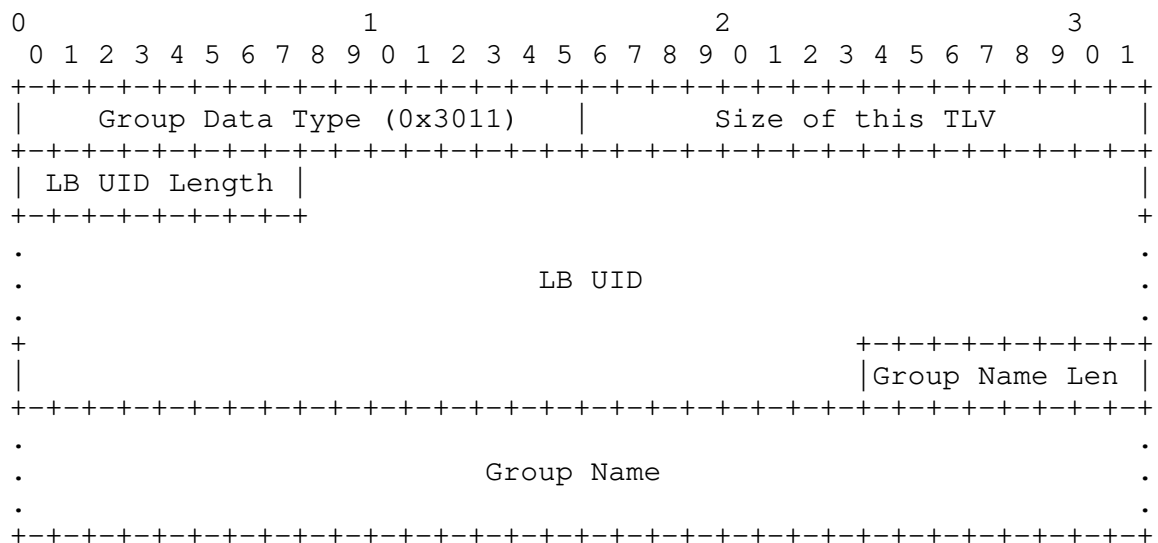 0                   1                   2                   3
 0 1 2 3 4 5 6 7 8 9 0 1 2 3 4 5 6 7 8 9 0 1 2 3 4 5 6 7 8 9 0 1
+-+-+-+-+-+-+-+-+-+-+-+-+-+-+-+-+-+-+-+-+-+-+-+-+-+-+-+-+-+-+-+-+
|    Group Data Type (0x3011)   |       Size of this TLV        |
+-+-+-+-+-+-+-+-+-+-+-+-+-+-+-+-+-+-+-+-+-+-+-+-+-+-+-+-+-+-+-+-+
| LB UID Length |                                               |
+-+-+-+-+-+-+-+-+                                               +
.                                                               .
.                             LB UID                            .
.                                                               .
+                                               +-+-+-+-+-+-+-+-+
|                                               |Group Name Len |
+-+-+-+-+-+-+-+-+-+-+-+-+-+-+-+-+-+-+-+-+-+-+-+-+-+-+-+-+-+-+-+-+
.                                                               .
.                          Group Name                           .
.                                                               .
+-+-+-+-+-+-+-+-+-+-+-+-+-+-+-+-+-+-+-+-+-+-+-+-+-+-+-+-+-+-+-+-+